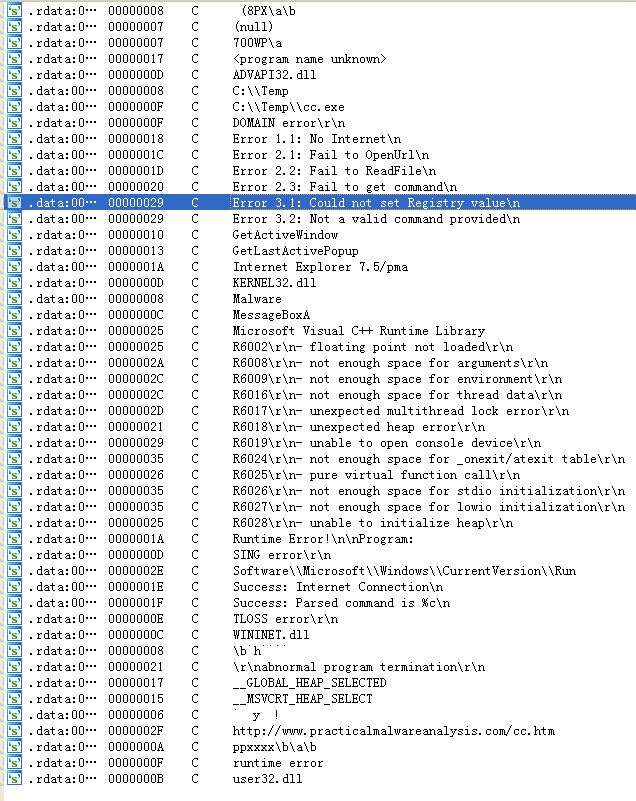 .rdata:0··· 00000008 C (8PX\a\b
.rdata:0··· 00000007 C (null)
.rdata:0··· 00000007 C 700WP\a
.rdata:0··· 00000017 C <program name unknown>
.rdata:0··· 0000000D C ADVAPI32.dll
.data:00··· 00000008 C C:\\Temp
.data:00··· 0000000F C C:\\Temp\\cc.exe
.rdata:0··· 0000000F C DOMAIN error\r\n
.data:00··· 00000018 C Error 1.1: No Internet\n
.data:00··· 0000001C C Error 2.1: Fail to OpenUrl\n
.data:00··· 0000001D C Error 2.2: Fail to ReadFile\n
.data:00··· 00000020 C Error 2.3: Fail to get command\n
.data:00··· 00000029 C Error 3.1: Could not set Registry value\n
.data:00··· 00000029 C Error 3.2: Not a valid command provided\n
.rdata:0··· 00000010 C GetActiveWindow
.rdata:0··· 00000013 C GetLastActivePopup
.data:00··· 0000001A C Internet Explorer 7.5/pma
.rdata:0··· 0000000D C KERNEL32.dll
.data:00··· 00000008 C Malware
.rdata:0··· 0000000C C MessageBoxA
.rdata:0··· 00000025 C Microsoft Visual C++ Runtime Library
.rdata:0··· 00000025 C R6002\r\n- floating point not loaded\r\n
.rdata:0··· 0000002A C R6008\r\n- not enough space for arguments\r\n
.rdata:0··· 0000002C C R6009\r\n- not enough space for environment\r\n
.rdata:0··· 0000002C C R6016\r\n- not enough space for thread data\r\n
.rdata:0··· 0000002D C R6017\r\n- unexpected multithread lock error\r\n
.rdata:0··· 00000021 C R6018\r\n- unexpected heap error\r\n
.rdata:0··· 00000029 C R6019\r\n- unable to open console device\r\n
.rdata:0··· 00000035 C R6024\r\n- not enough space for _onexit/atexit table\r\n
.rdata:0··· 00000026 C R6025\r\n- pure virtual function call\r\n
.rdata:0··· 00000035 C R6026\r\n- not enough space for stdio initialization\r\n
.rdata:0··· 00000035 C R6027\r\n- not enough space for lowio initialization\r\n
.rdata:0··· 00000025 C R6028\r\n- unable to initialize heap\r\n
.rdata:0··· 0000001A C Runtime Error!\n\nProgram:
.rdata:0··· 0000000D C SING error\r\n
.data:00··· 0000002E C Software\\Microsoft\\Windows\\CurrentVersion\\Run
.data:00··· 0000001E C Success: Internet Connection\n
.data:00··· 0000001F C Success: Parsed command is %c\n
.rdata:0··· 0000000E C TLOSS error\r\n
.rdata:0··· 0000000C C WININET.dll
.rdata:0··· 00000008 C \b`h````
.rdata:0··· 00000021 C \r\nabnormal program termination\r\n
.rdata:0··· 00000017 C __GLOBAL_HEAP_SELECTED
.rdata:0··· 00000015 C __MSVCRT_HEAP_SELECT
.data:00··· 00000006 C ` y !
.data:00··· 0000002F C http://www.practicalmalwareanalysis.com/cc.htm
.rdata:0··· 0000000A C ppxxxx\b\a\b
.rdata:0··· 0000000F C runtime error
.rdata:0··· 0000000B C user32.dll